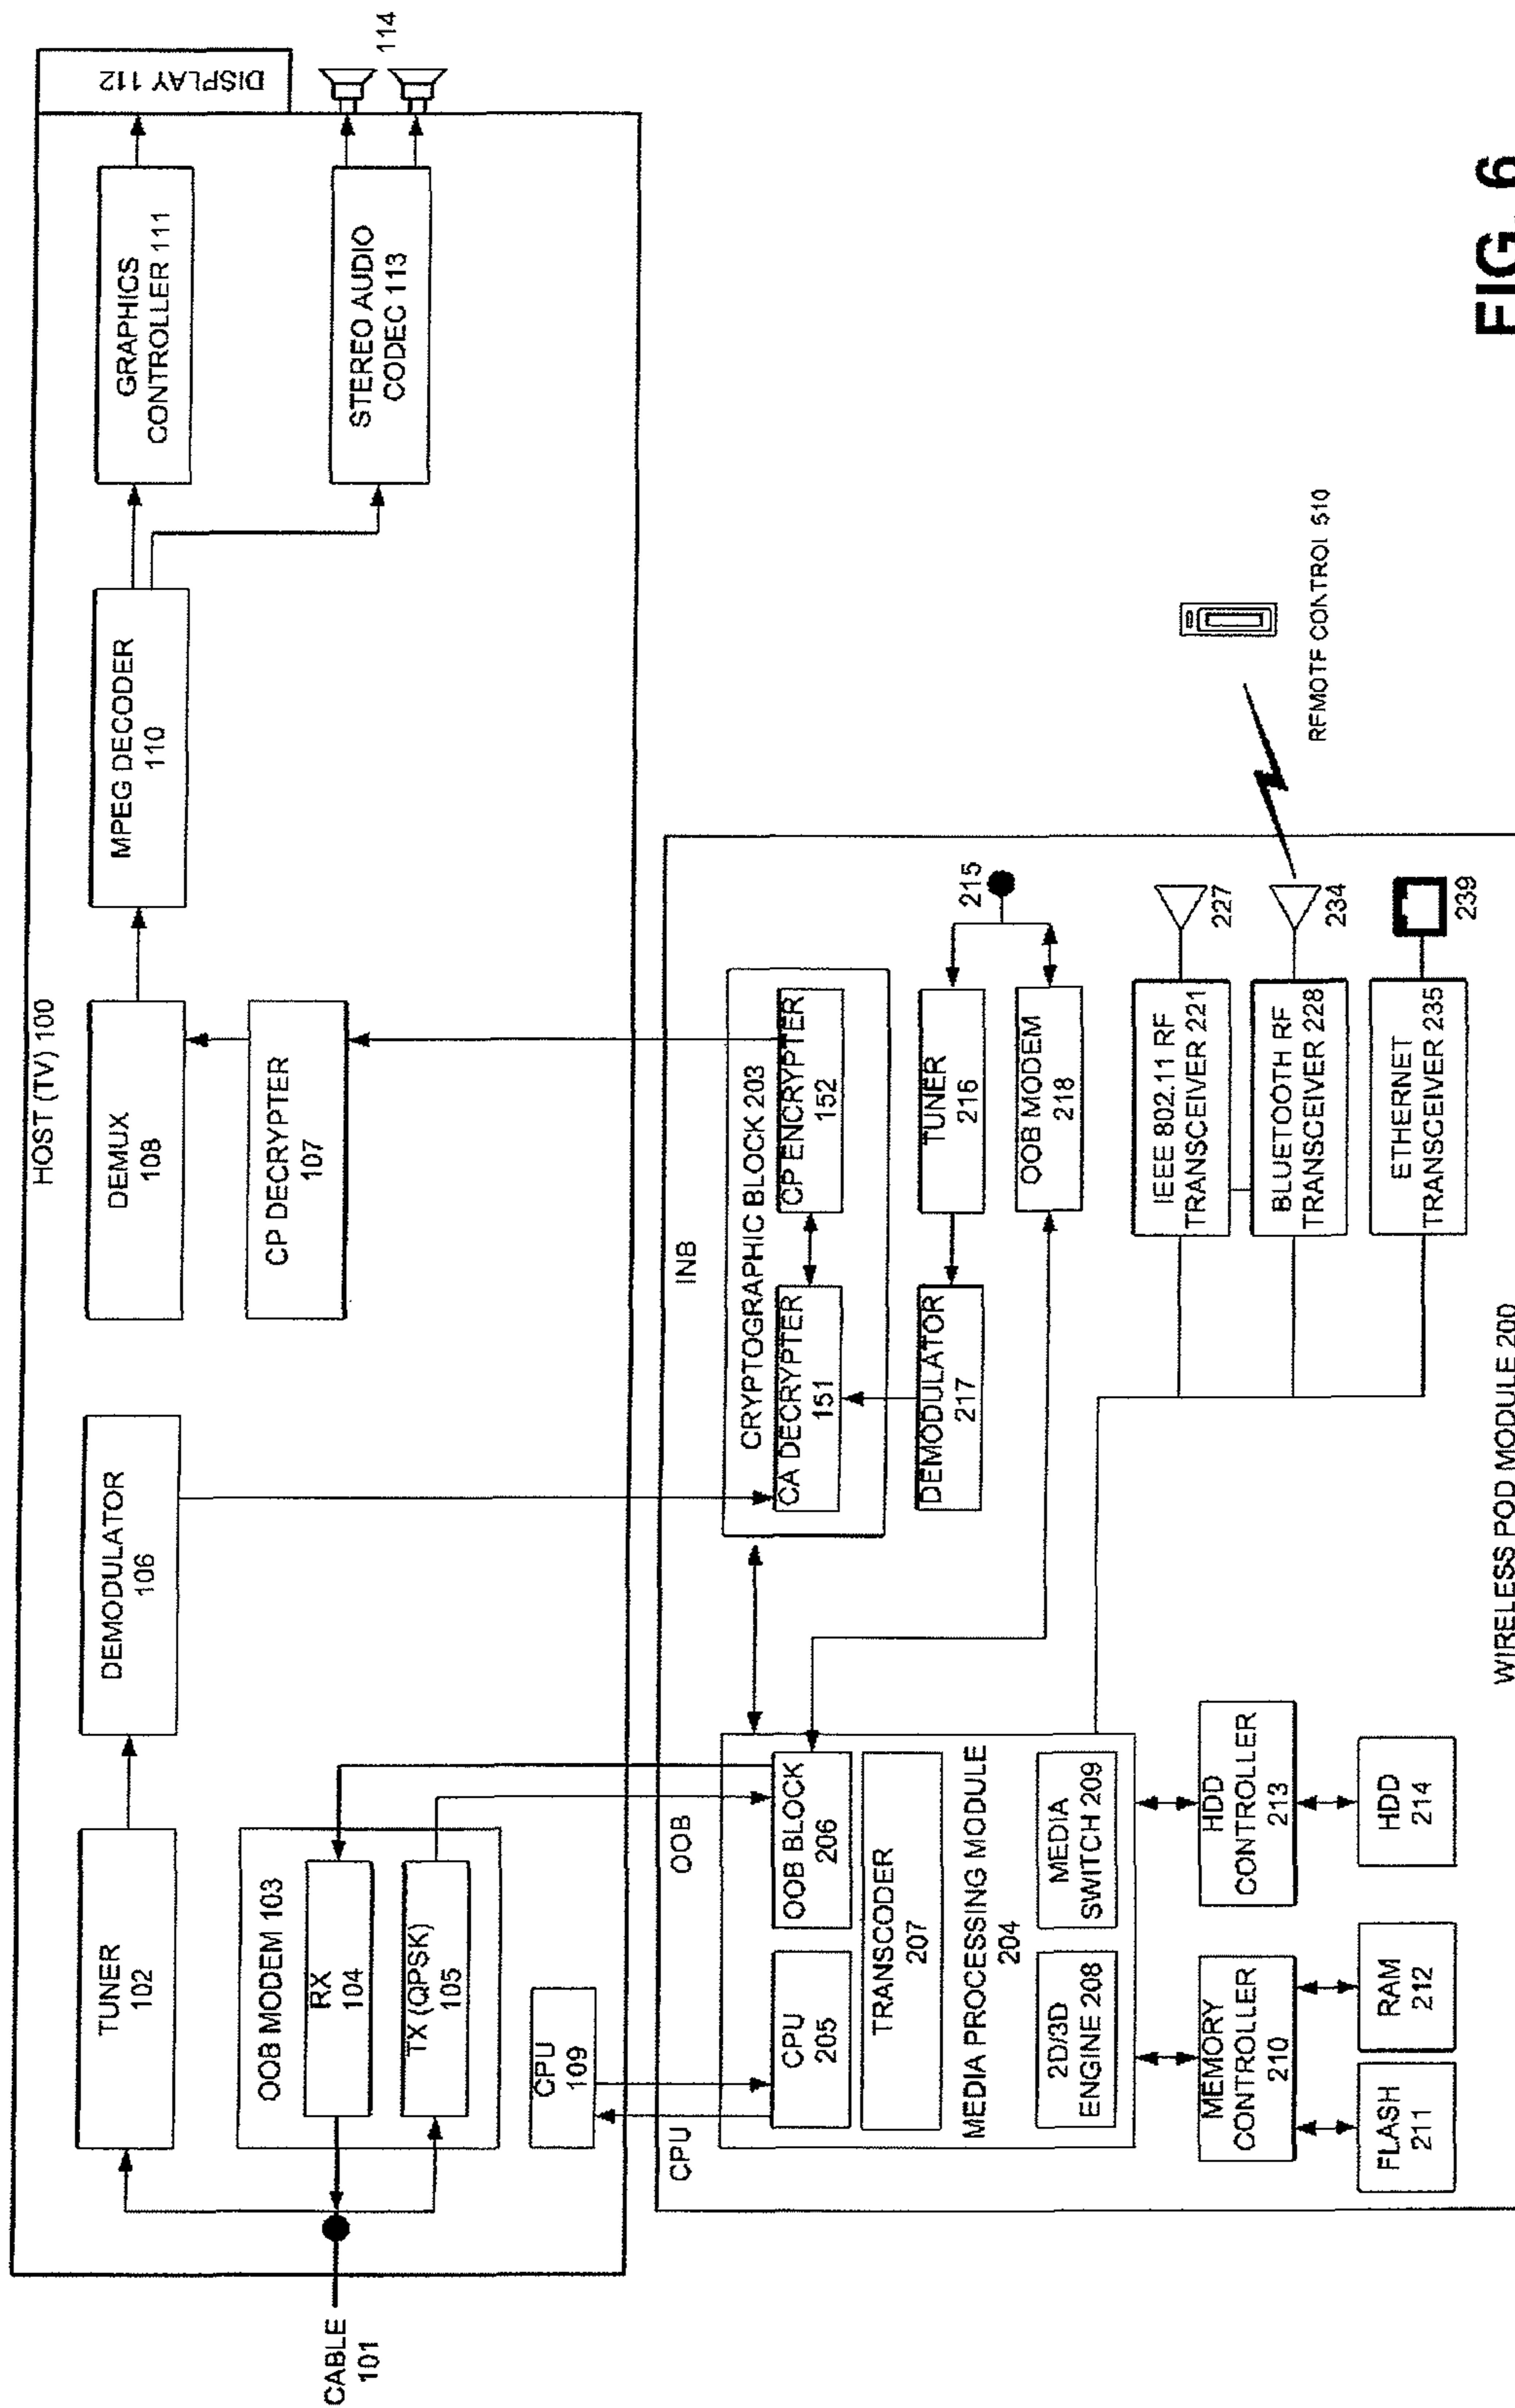 HOST (TV) 100
CABLE
101
TUNER
102
DEMODULATOR
106
DEMUX
108
CP DECRYPTER
107
MPEG DECODER
110
GRAPHICS
CONTROLLER 111
STEREO AUDIO
CODEC 113
DISPLAY 112
114
OOB MODEM 103
RX
104
TX (QPSK)
105
CPU
109
CPU
OOB
INB
CPU
205
OOB BLOCK
206
TRANSCODER
207
MEDIA PROCESSING MODULE
204
2D/3D
ENGINE 208
MEDIA
SWITCH 209
CRYPTOGRAPHIC BLOCK 203
CA DECRYPTER
151
CP ENCRYPTER
152
DEMODULATOR
217
TUNER
216
OOB MODEM
218
215
IEEE 802.11 RF
TRANSCEIVER 221
227
BLUETOOTH RF
TRANSCEIVER 228
234
ETHERNET
TRANSCEIVER 235
239
MEMORY
CONTROLLER
210
HDD
CONTROLLER
213
FLASH
211
RAM
212
HDD
214
WIRELESS POD MODULE 200
REMOTE CONTROL 510
FIG. 6